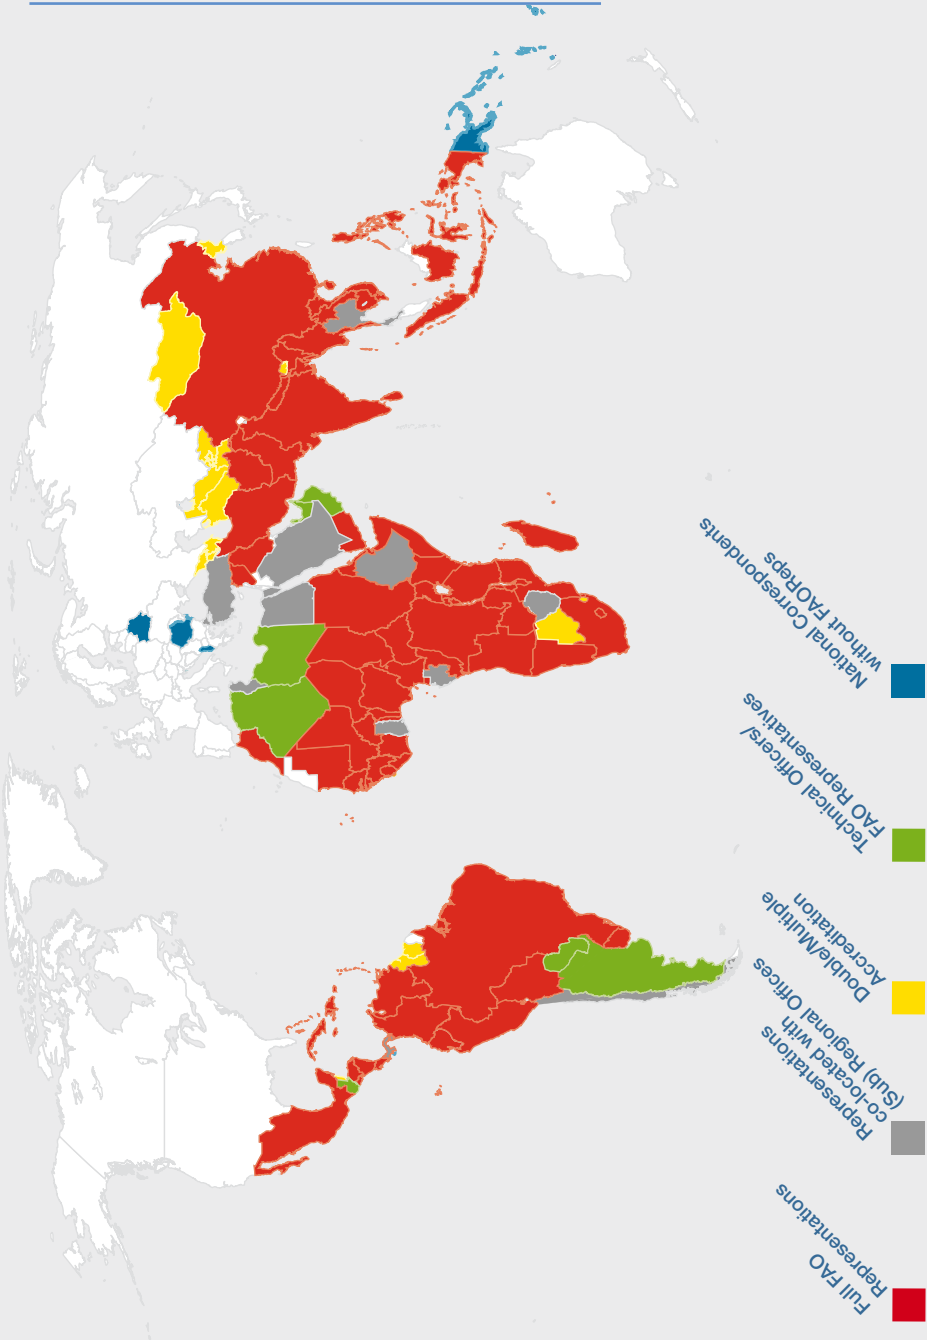 Full FAO
Representations
Representations
co-located with
(Sub) Regional Offices
Double/Multiple
Accreditation
Technical Officers/
FAO Representatives
National Correspondents
without FAOReps